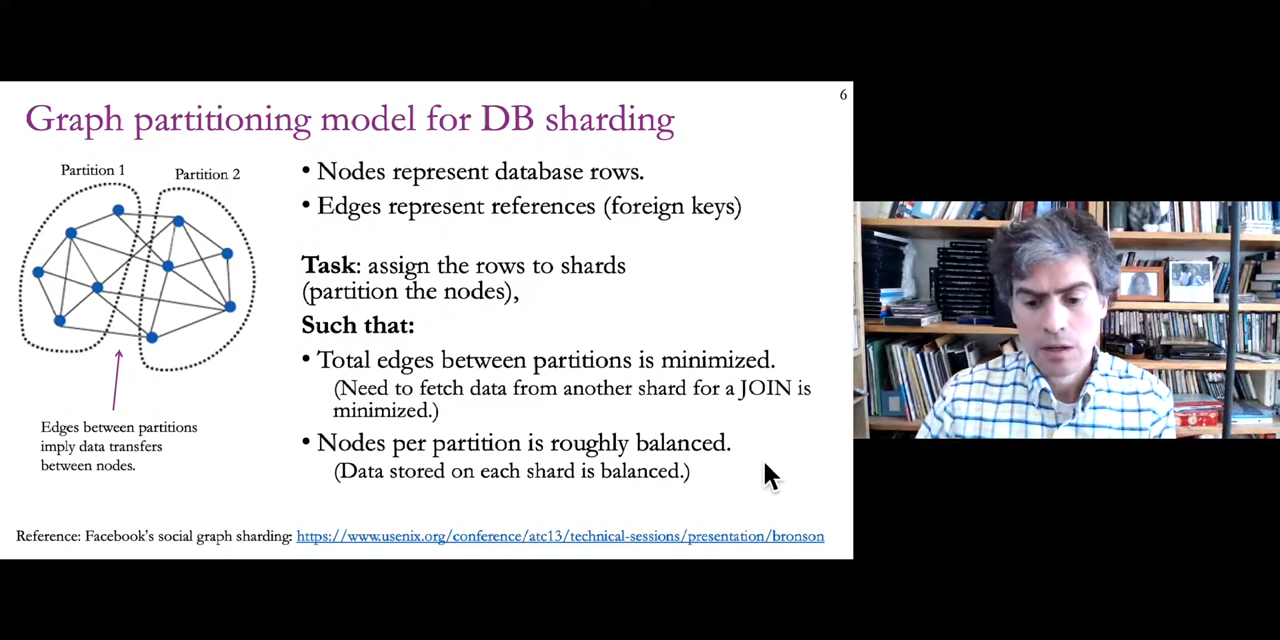 6
Graph partitioning model for DB sharding
Partition 1
Partition 2
• Nodes represent database rows.
• Edges represent references (foreign keys)
Task: assign the rows to shards
(partition the nodes),
Such that:
• Total edges between partitions is minimized.
(Need to fetch data from another shard for a JOIN is
minimized.)
• Nodes per partition is roughly balanced.
(Data stored on each shard is balanced.)
Edges between partitions
imply data transfers
between nodes.
Reference: Facebook's social graph sharding: https://www.usenix.org/conference/atc13/technical-sessions/presentation/bronson